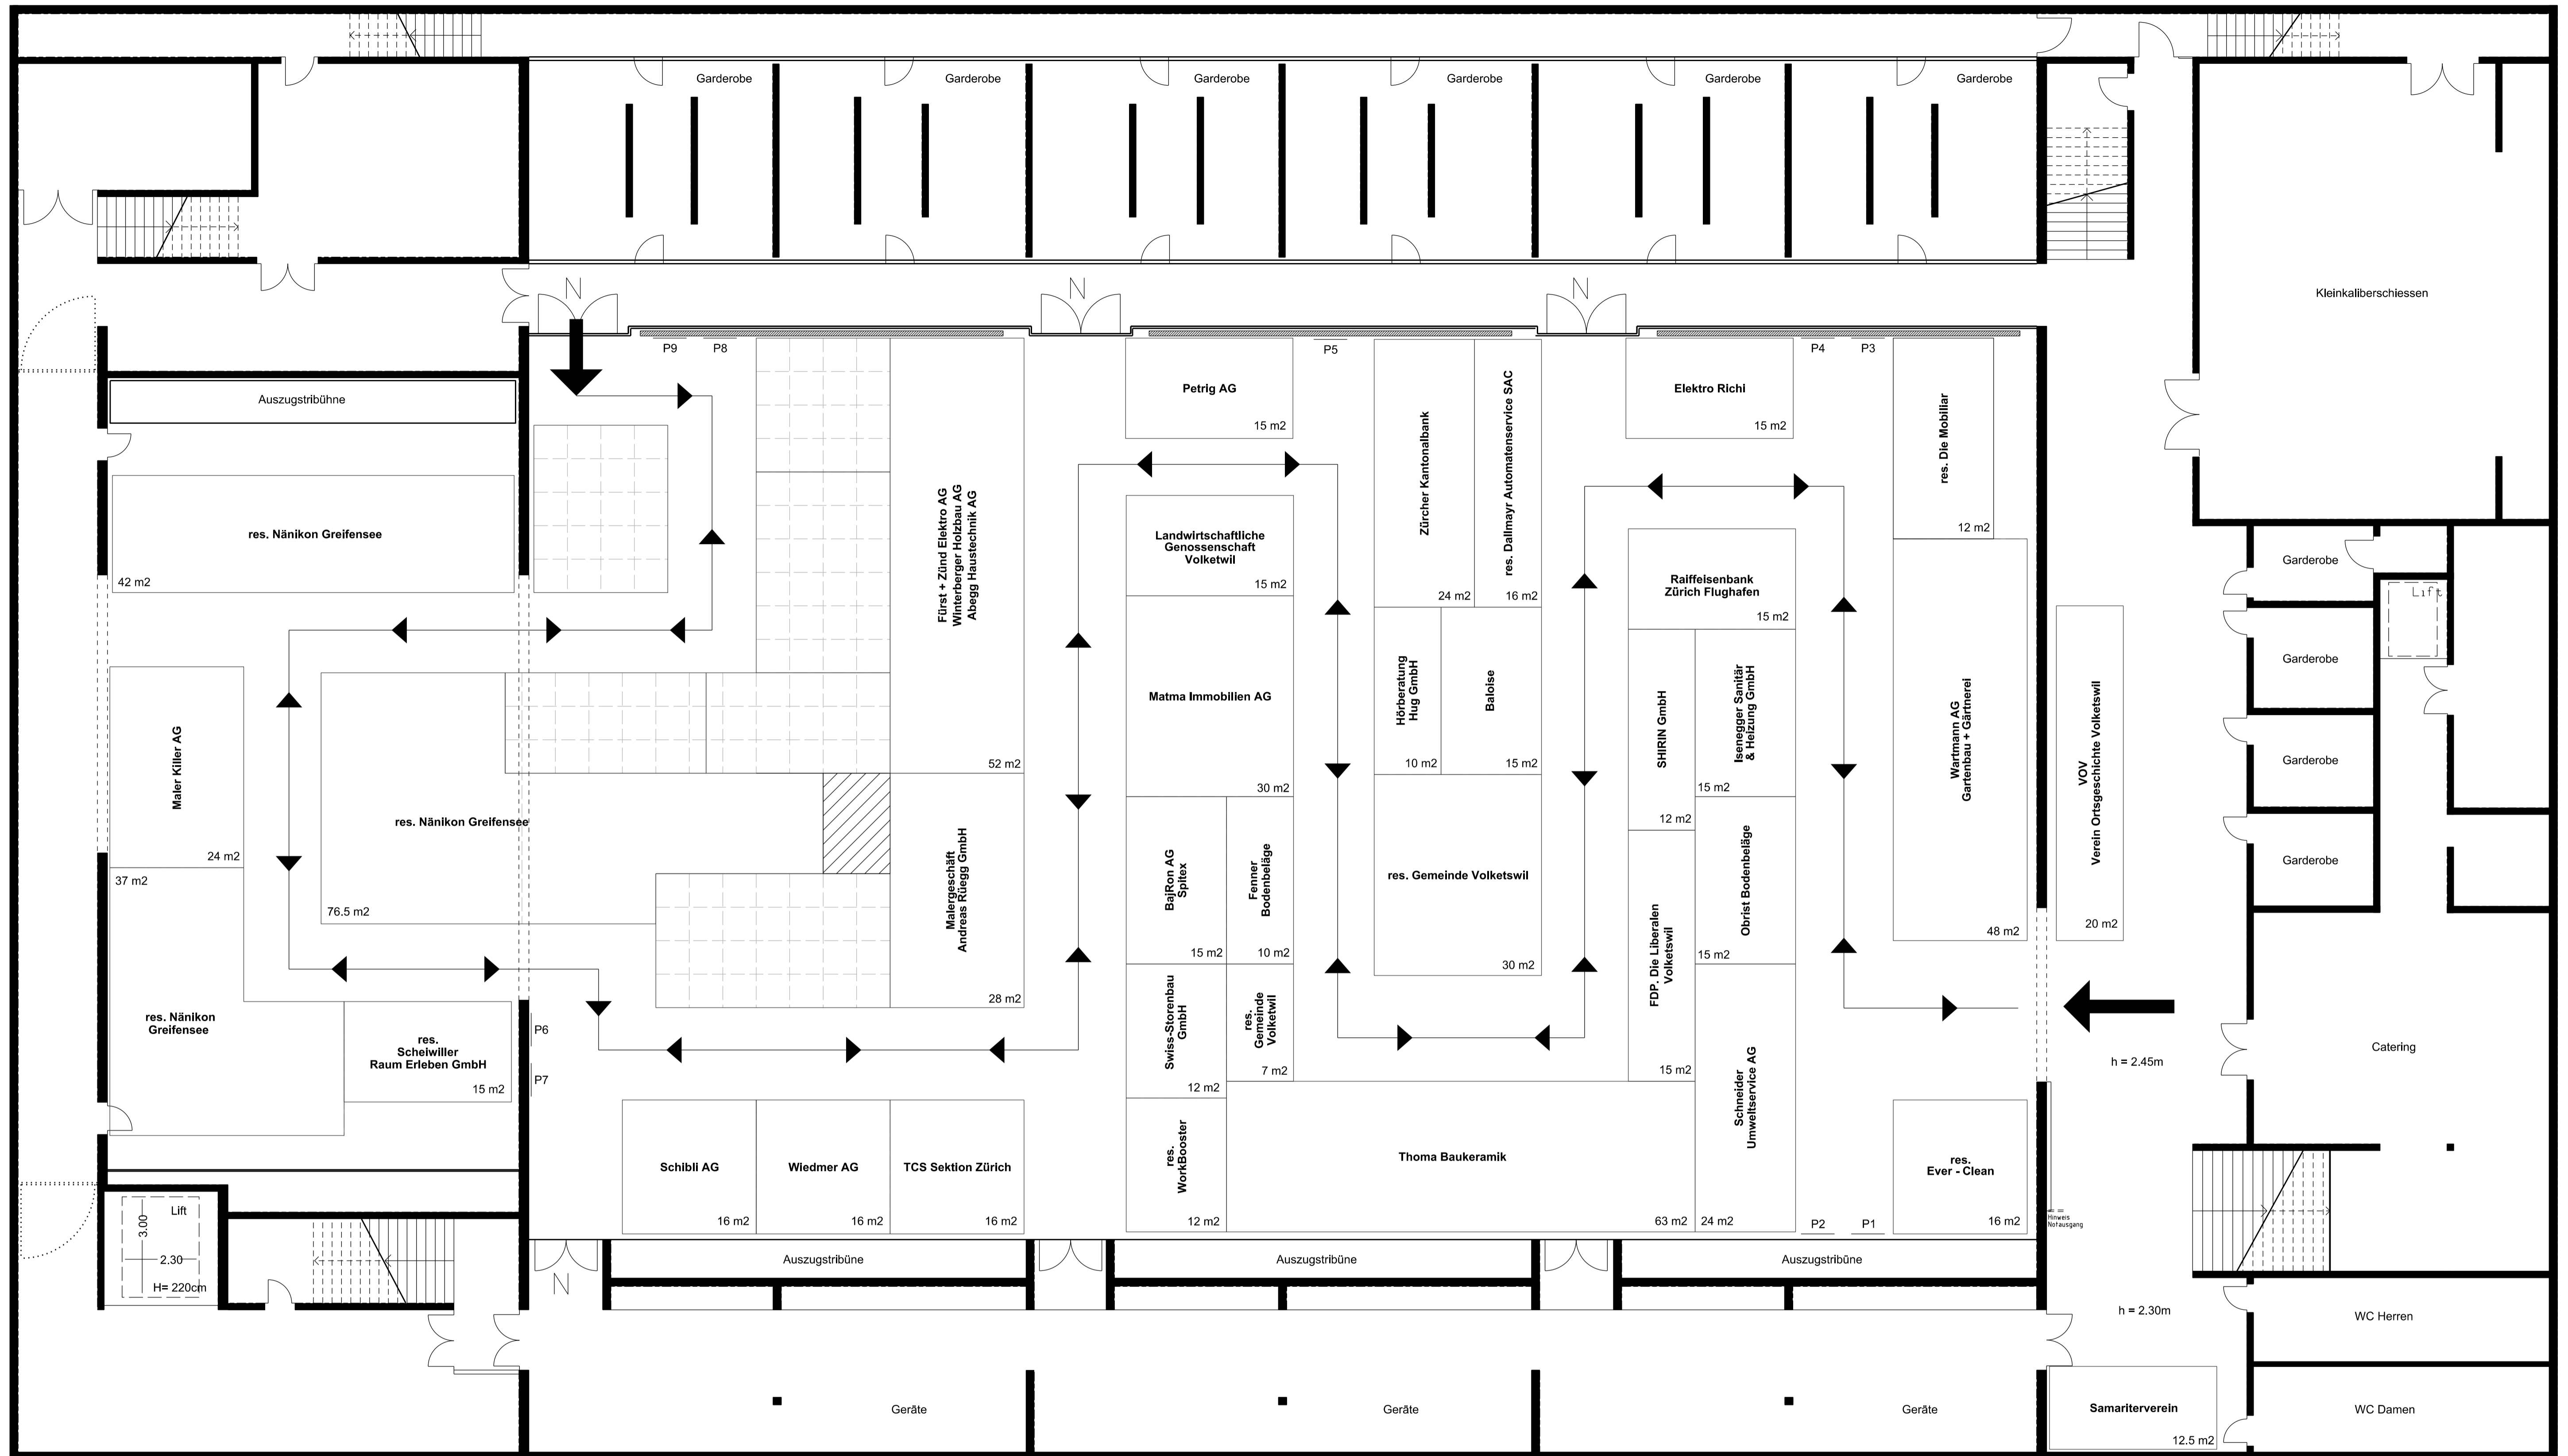 Garderobe
Garderobe
Garderobe
Garderobe
Garderobe
Garderobe
Kleinkaliberschiessen
N
N
N
P9
P8
P5
P4
P3
Auszugstribühne
res. Nänikon Greifensee
42 m2
Fürst + Zünd Elektro AG
Winterberger Holzbau AG
Abegg Haustechnik AG
52 m2
Petrig AG
15 m2
Zürcher Kantonalbank
24 m2
res. Dallmayr Automatenservice SAC
16 m2
Elektro Richi
15 m2
res. Die Mobiliar
12 m2
Landwirtschaftliche
Genossenschaft
Volketwil
15 m2
Raiffeisenbank
Zürich Flughafen
15 m2
Garderobe
Lift
Garderobe
Garderobe
Garderobe
Maler Killer AG
24 m2
res. Nänikon Greifensee
76.5 m2
Matma Immobilien AG
30 m2
Hörberatung
Hug GmbH
10 m2
Baloise
15 m2
SHIRIN GmbH
12 m2
Isenegger Sanitär
& Heizung GmbH
15 m2
Wartmann AG
Gartenbau + Gärtnerei
48 m2
VOV
Verein Ortsgeschichte Volketswil
20 m2
37 m2
res. Nänikon
Greifensee
res.
Scheiwiller
Raum Erleben GmbH
15 m2
P6
P7
Malergeschäft
Andreas Rüegg GmbH
28 m2
BajRon AG
Spitex
15 m2
Fenner
Bodenbeläge
10 m2
res. Gemeinde Volketswil
30 m2
FDP. Die Liberalen
Volketswil
15 m2
Obrist Bodenbeläge
15 m2
Swiss-Storenbau
GmbH
12 m2
res.
Gemeinde
Volketwil
7 m2
Schneider
Umweltservice AG
24 m2
h = 2.45m
Catering
Schibli AG
16 m2
Wiedmer AG
16 m2
TCS Sektion Zürich
16 m2
res.
WorkBooster
12 m2
Thoma Baukeramik
63 m2
P2
P1
res.
Ever - Clean
16 m2
Hinweis
Notausgang
Lift
3.00
2.30
H= 220cm
N
Auszugstribüne
Auszugstribüne
Auszugstribüne
h = 2.30m
WC Herren
Geräte
Geräte
Geräte
Samariterverein
12.5 m2
WC Damen